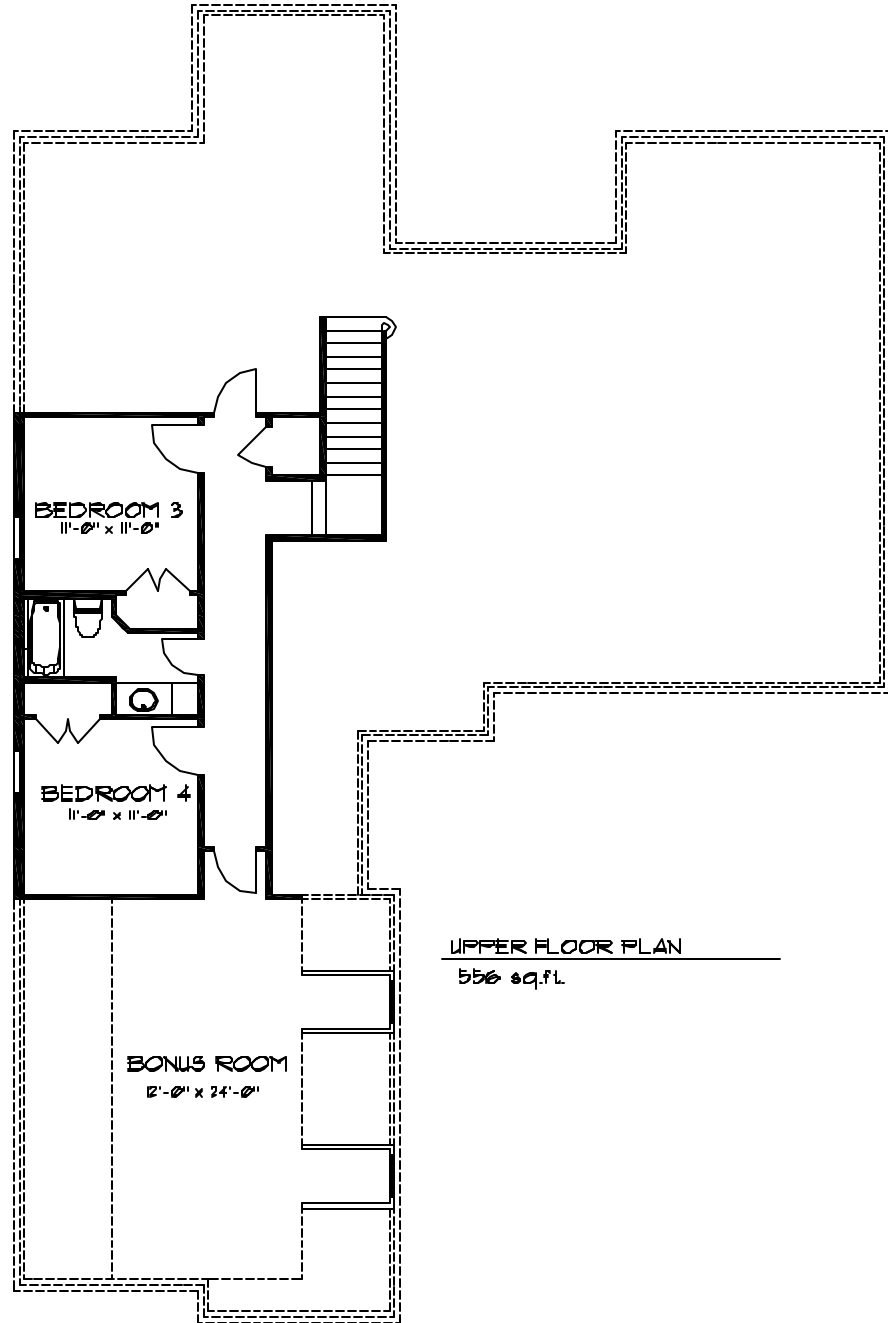 BEDROOM 3
11'-0" x 11'-0"
BEDROOM 4
11'-0" x 11'-0"
UPPER FLOOR PLAN
556 sq.ft.
BONUS ROOM
12'-0" x 24'-0"